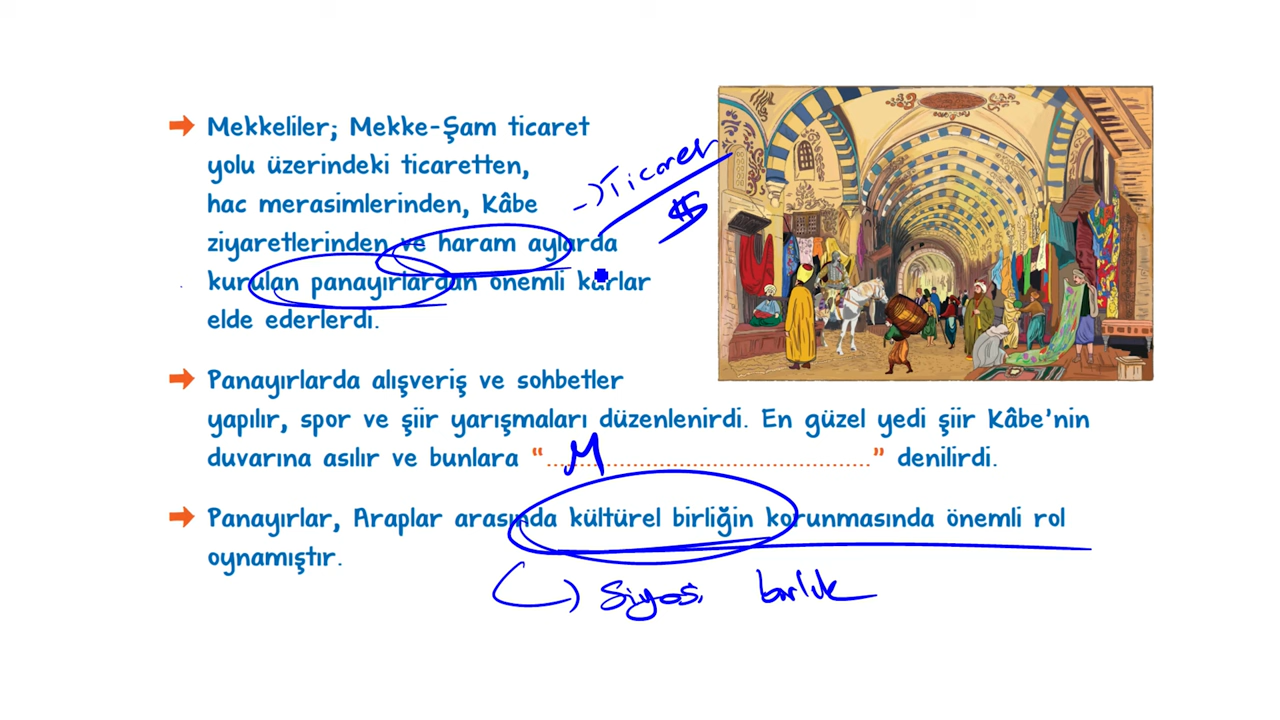 Mekkeliler; Mekke-Şam ticaret
yolu üzerindeki ticaretten,
hac merasimlerinden, Kâbe
ziyaretlerinden ve haram aylarda
kurulan panayırlardan önemli kârlar
elde ederlerdi.
-) Ticaret
$
Panayırlarda alışveriş ve sohbetler
yapılır, spor ve şiir yarışmaları düzenlenirdi. En güzel yedi şiir Kâbe'nin
duvarına asılır ve bunlara “.............................................” denilirdi.
M
Panayırlar, Araplar arasında kültürel birliğin korunmasında önemli rol
oynamıştır.
( ) Siyasi birlik